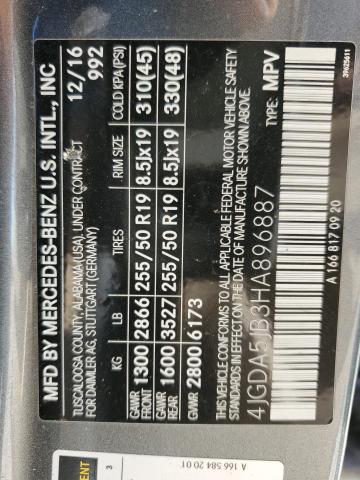 MFD BY MERCEDES-BENZ U.S. INTL., INC
TUSCALOOSA COUNTY, ALABAMA (USA), UNDER CONTRACT 12/16
FOR DAIMLER AG, STUTTGART (GERMANY) 992
KG LB TIRES RIM SIZE COLD KPA (PSI)
GAWR FRONT 1300 2866 255/50 R19 8.5Jx19 310(45)
GAWR REAR 1600 3527 255/50 R19 8.5Jx19 330(48)
GVWR 2800 6173
THIS VEHICLE CONFORMS TO ALL APPLICABLE FEDERAL MOTOR VEHICLE SAFETY
STANDARDS IN EFFECT ON THE DATE OF MANUFACTURE SHOWN ABOVE.
4JGDA5JB3HA896887 TYPE: MPV
A 166 817 09 20
39625611
A 166 584 20 01
3